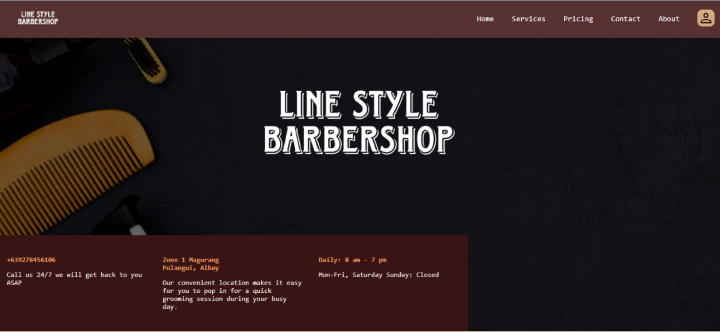 LINE STYLE
BARBERSHOP
Home Services Pricing Contact About
LINE STYLE
BARBERSHOP
+639278456106
Call us 24/7 we will get back to you
ASAP
Zone 1 Magurang
Polangui, Albay
Our convenient location makes it easy
for you to pop in for a quick
grooming session during your busy
day.
Daily: 8 am - 7 pm
Mon-Fri, Saturday Sunday: Closed